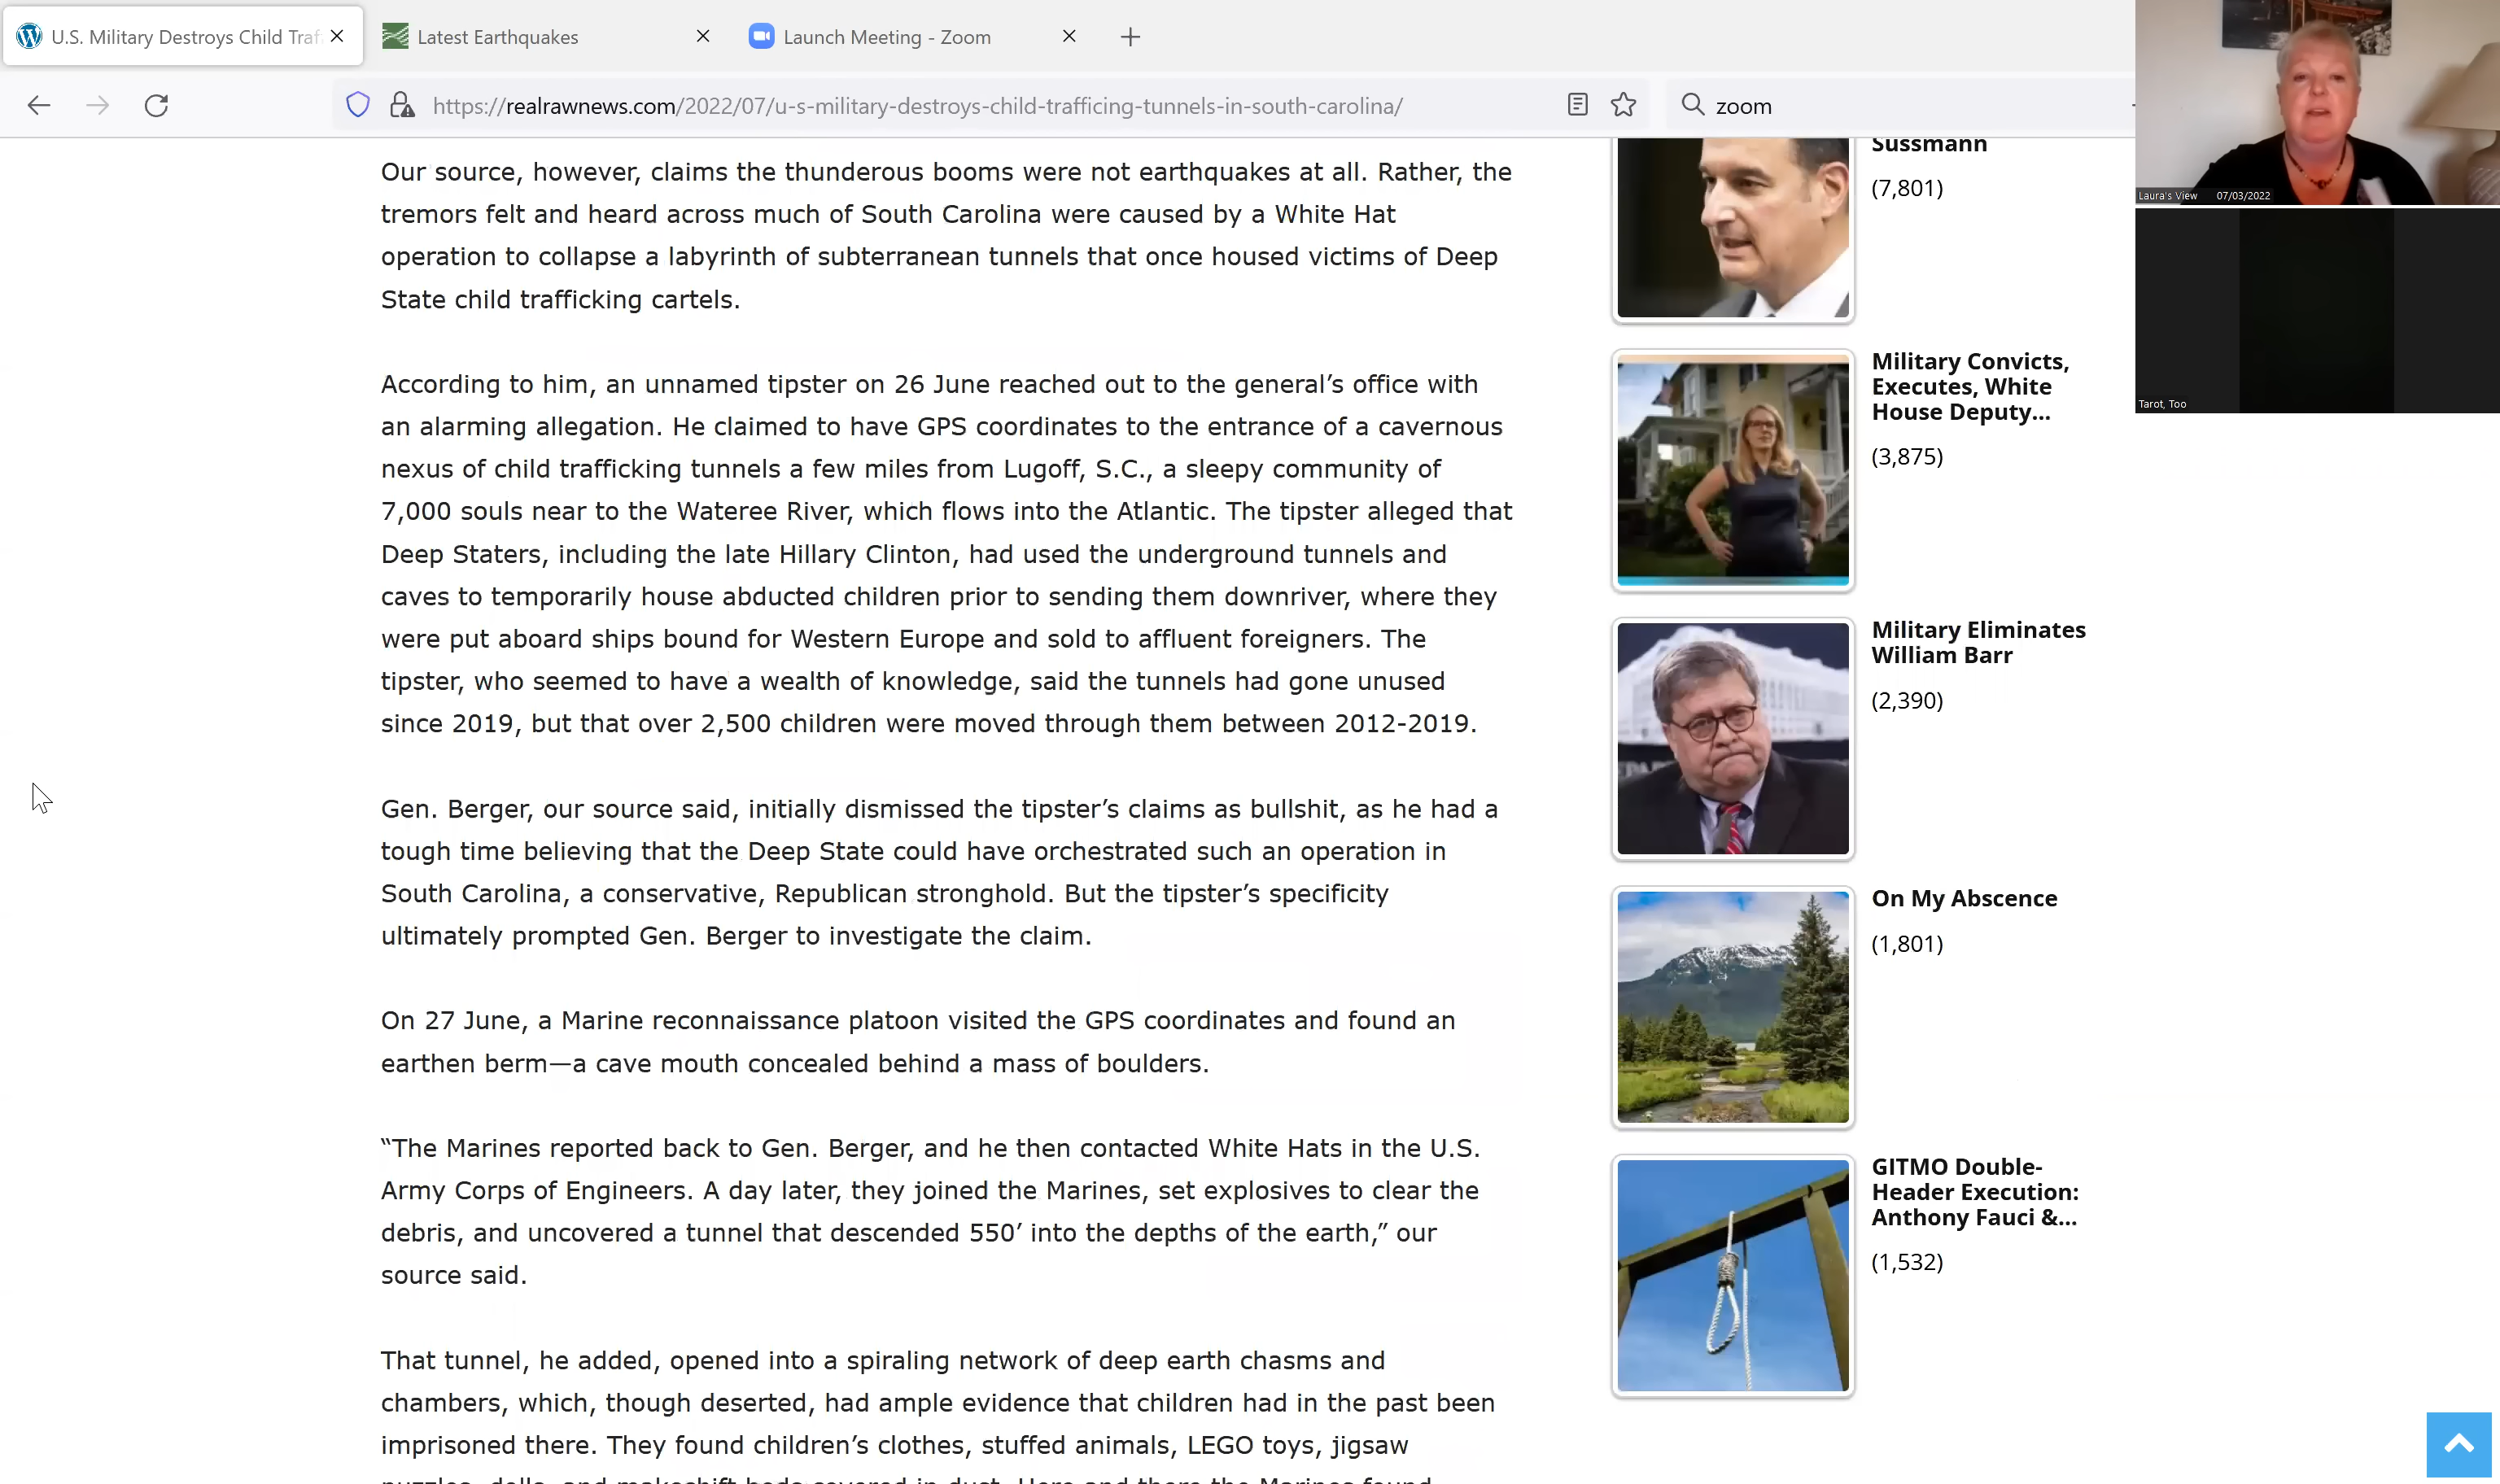 U.S. Military Destroys Child Traf
Latest Earthquakes
Launch Meeting - Zoom
https://realrawnews.com/2022/07/u-s-military-destroys-child-trafficing-tunnels-in-south-carolina/
zoom
Laura's View 07/03/2022
Tarot, Too
Our source, however, claims the thunderous booms were not earthquakes at all. Rather, the
tremors felt and heard across much of South Carolina were caused by a White Hat
operation to collapse a labyrinth of subterranean tunnels that once housed victims of Deep
State child trafficking cartels.
According to him, an unnamed tipster on 26 June reached out to the general’s office with
an alarming allegation. He claimed to have GPS coordinates to the entrance of a cavernous
nexus of child trafficking tunnels a few miles from Lugoff, S.C., a sleepy community of
7,000 souls near to the Wateree River, which flows into the Atlantic. The tipster alleged that
Deep Staters, including the late Hillary Clinton, had used the underground tunnels and
caves to temporarily house abducted children prior to sending them downriver, where they
were put aboard ships bound for Western Europe and sold to affluent foreigners. The
tipster, who seemed to have a wealth of knowledge, said the tunnels had gone unused
since 2019, but that over 2,500 children were moved through them between 2012-2019.
Gen. Berger, our source said, initially dismissed the tipster’s claims as bullshit, as he had a
tough time believing that the Deep State could have orchestrated such an operation in
South Carolina, a conservative, Republican stronghold. But the tipster’s specificity
ultimately prompted Gen. Berger to investigate the claim.
On 27 June, a Marine reconnaissance platoon visited the GPS coordinates and found an
earthen berm—a cave mouth concealed behind a mass of boulders.
“The Marines reported back to Gen. Berger, and he then contacted White Hats in the U.S.
Army Corps of Engineers. A day later, they joined the Marines, set explosives to clear the
debris, and uncovered a tunnel that descended 550’ into the depths of the earth,” our
source said.
That tunnel, he added, opened into a spiraling network of deep earth chasms and
chambers, which, though deserted, had ample evidence that children had in the past been
imprisoned there. They found children’s clothes, stuffed animals, LEGO toys, jigsaw
puzzles, dolls, and makeshift beds covered in dust. Here and there the Marines found
Sussmann
(7,801)
Military Convicts,
Executes, White
House Deputy...
(3,875)
Military Eliminates
William Barr
(2,390)
On My Abscence
(1,801)
GITMO Double-
Header Execution:
Anthony Fauci &...
(1,532)